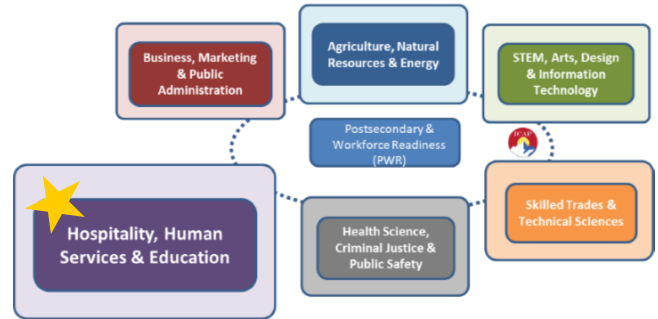 Business, Marketing
& Public
Administration
Agriculture, Natural
Resources & Energy
STEM, Arts, Design
& Information
Technology
Postsecondary &
Workforce Readiness
(PWR)
ICAP
Hospitality, Human
Services & Education
Health Science,
Criminal Justice &
Public Safety
Skilled Trades &
Technical Sciences